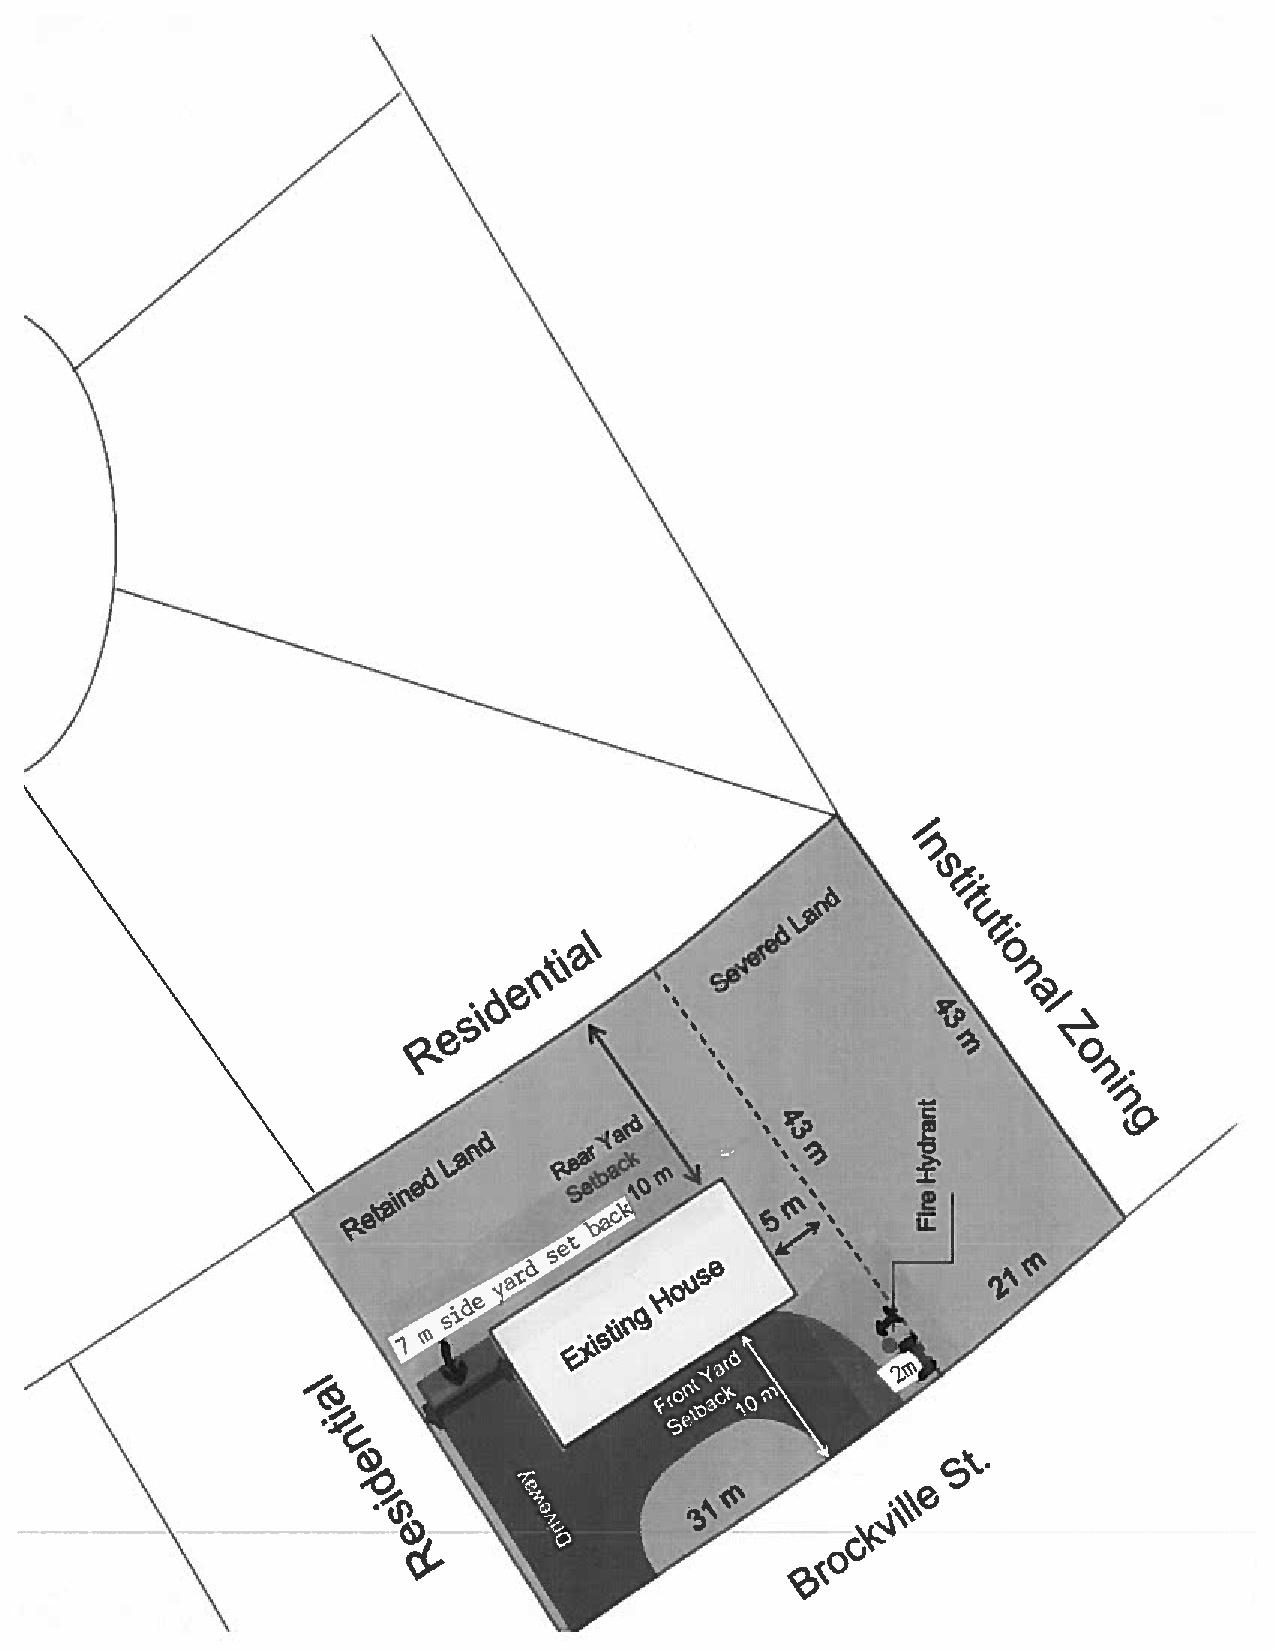 Institutional Zoning
Severed Land
Residential
43 m
Retained Land
Rear Yard
Setback
10 m
43 m
Fire Hydrant
7 m side yard set back
5 m
21 m
Existing House
Residential
Front Yard
Setback
10 m
2m
Driveway
31 m
Brockville St.